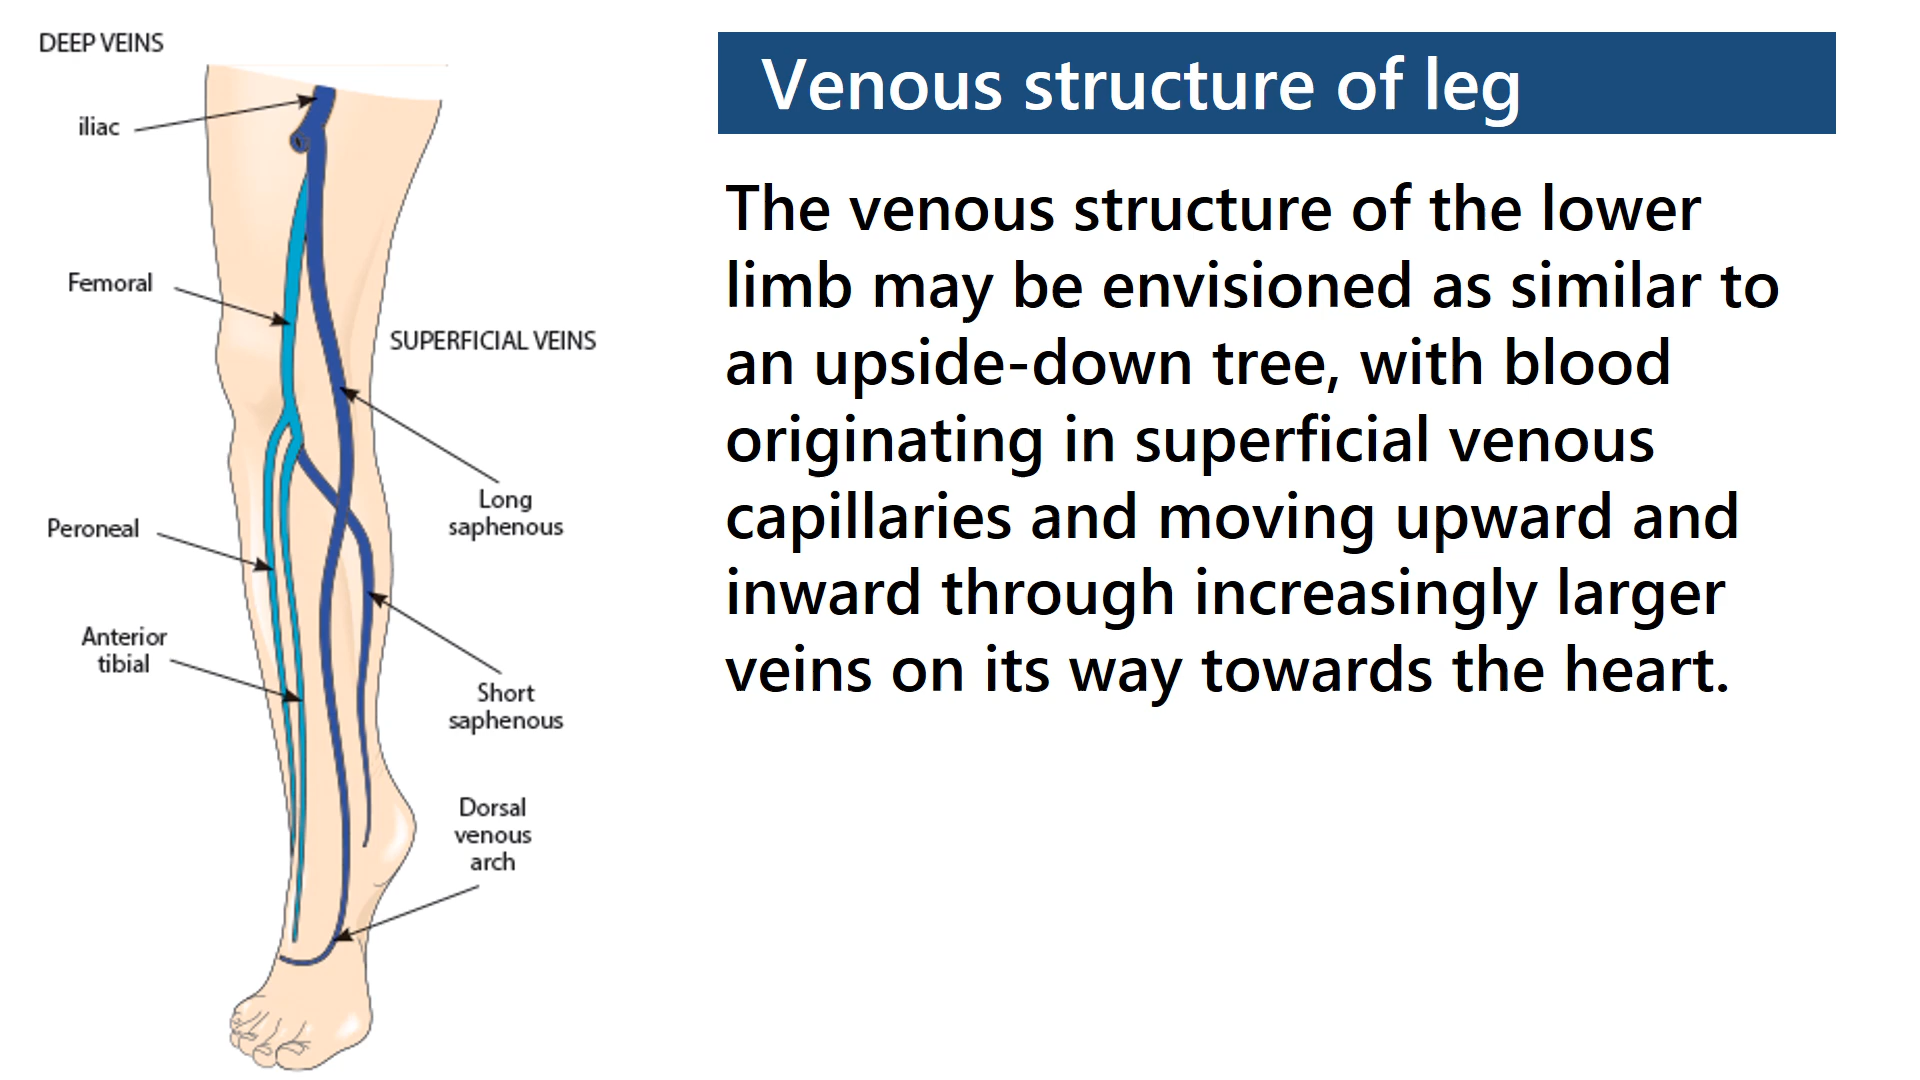 DEEP VEINS
iliac
Femoral
SUPERFICIAL VEINS
Long
saphenous
Peroneal
Anterior
tibial
Short
saphenous
Dorsal
venous
arch
Venous structure of leg
The venous structure of the lower
limb may be envisioned as similar to
an upside-down tree, with blood
originating in superficial venous
capillaries and moving upward and
inward through increasingly larger
veins on its way towards the heart.